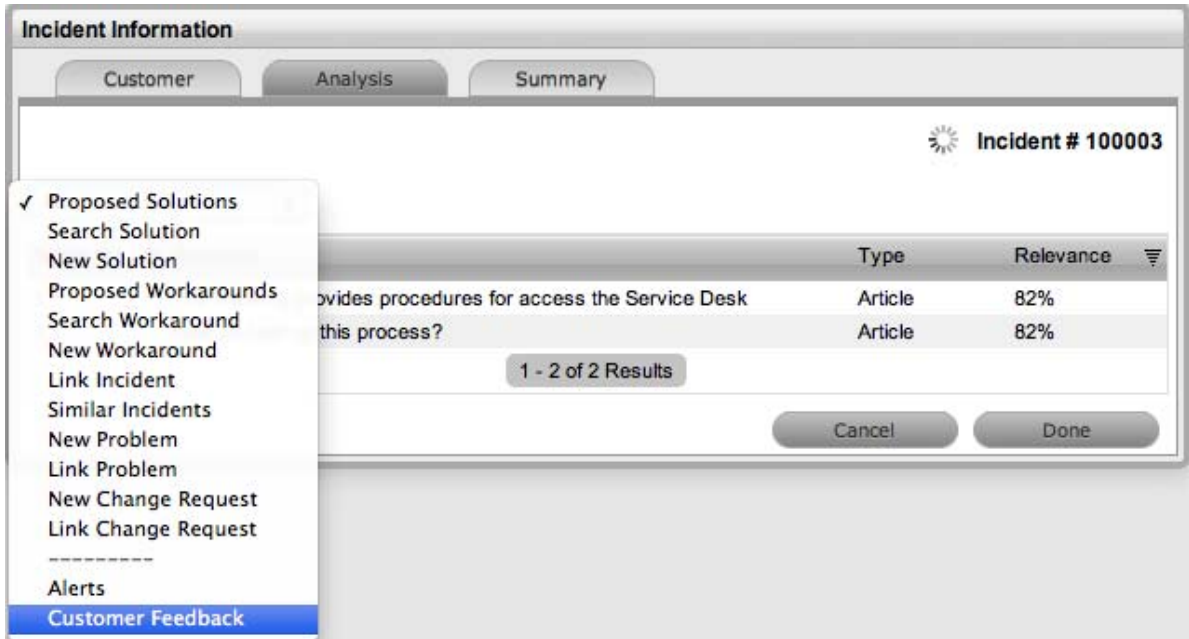 Incident Information
Customer Analysis Summary
Incident # 100003
✓ Proposed Solutions
Search Solution
New Solution
Proposed Workarounds
Search Workaround
New Workaround
Link Incident
Similar Incidents
New Problem
Link Problem
New Change Request
Link Change Request
---------
Alerts
Customer Feedback
Type Relevance
ovides procedures for access the Service Desk Article 82%
this process? Article 82%
1 - 2 of 2 Results
Cancel Done